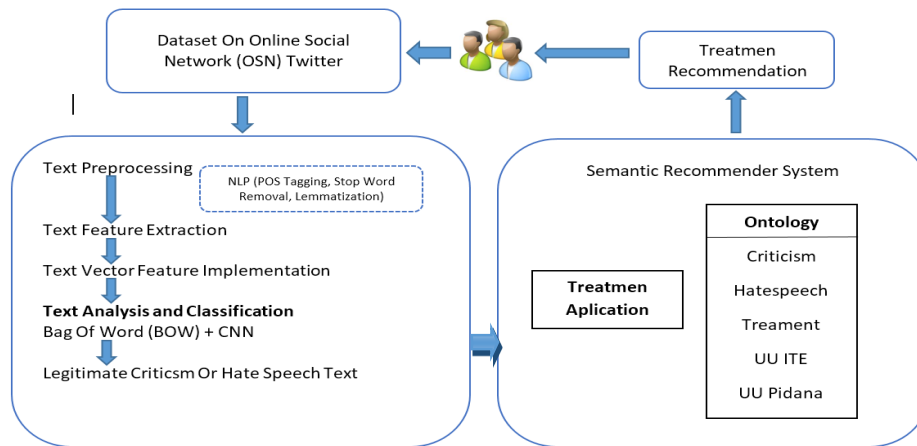 Dataset On Online Social
Network (OSN) Twitter
Treatmen
Recommendation
Text Preprocessing
NLP (POS Tagging, Stop Word
Removal, Lemmatization)
Text Feature Extraction
Text Vector Feature Implementation
Text Analysis and Classification
Bag Of Word (BOW) + CNN
Legitimate Criticsm Or Hate Speech Text
Semantic Recommender System
Treatmen
Aplication
Ontology
Criticism
Hatespeech
Treament
UU ITE
UU Pidana